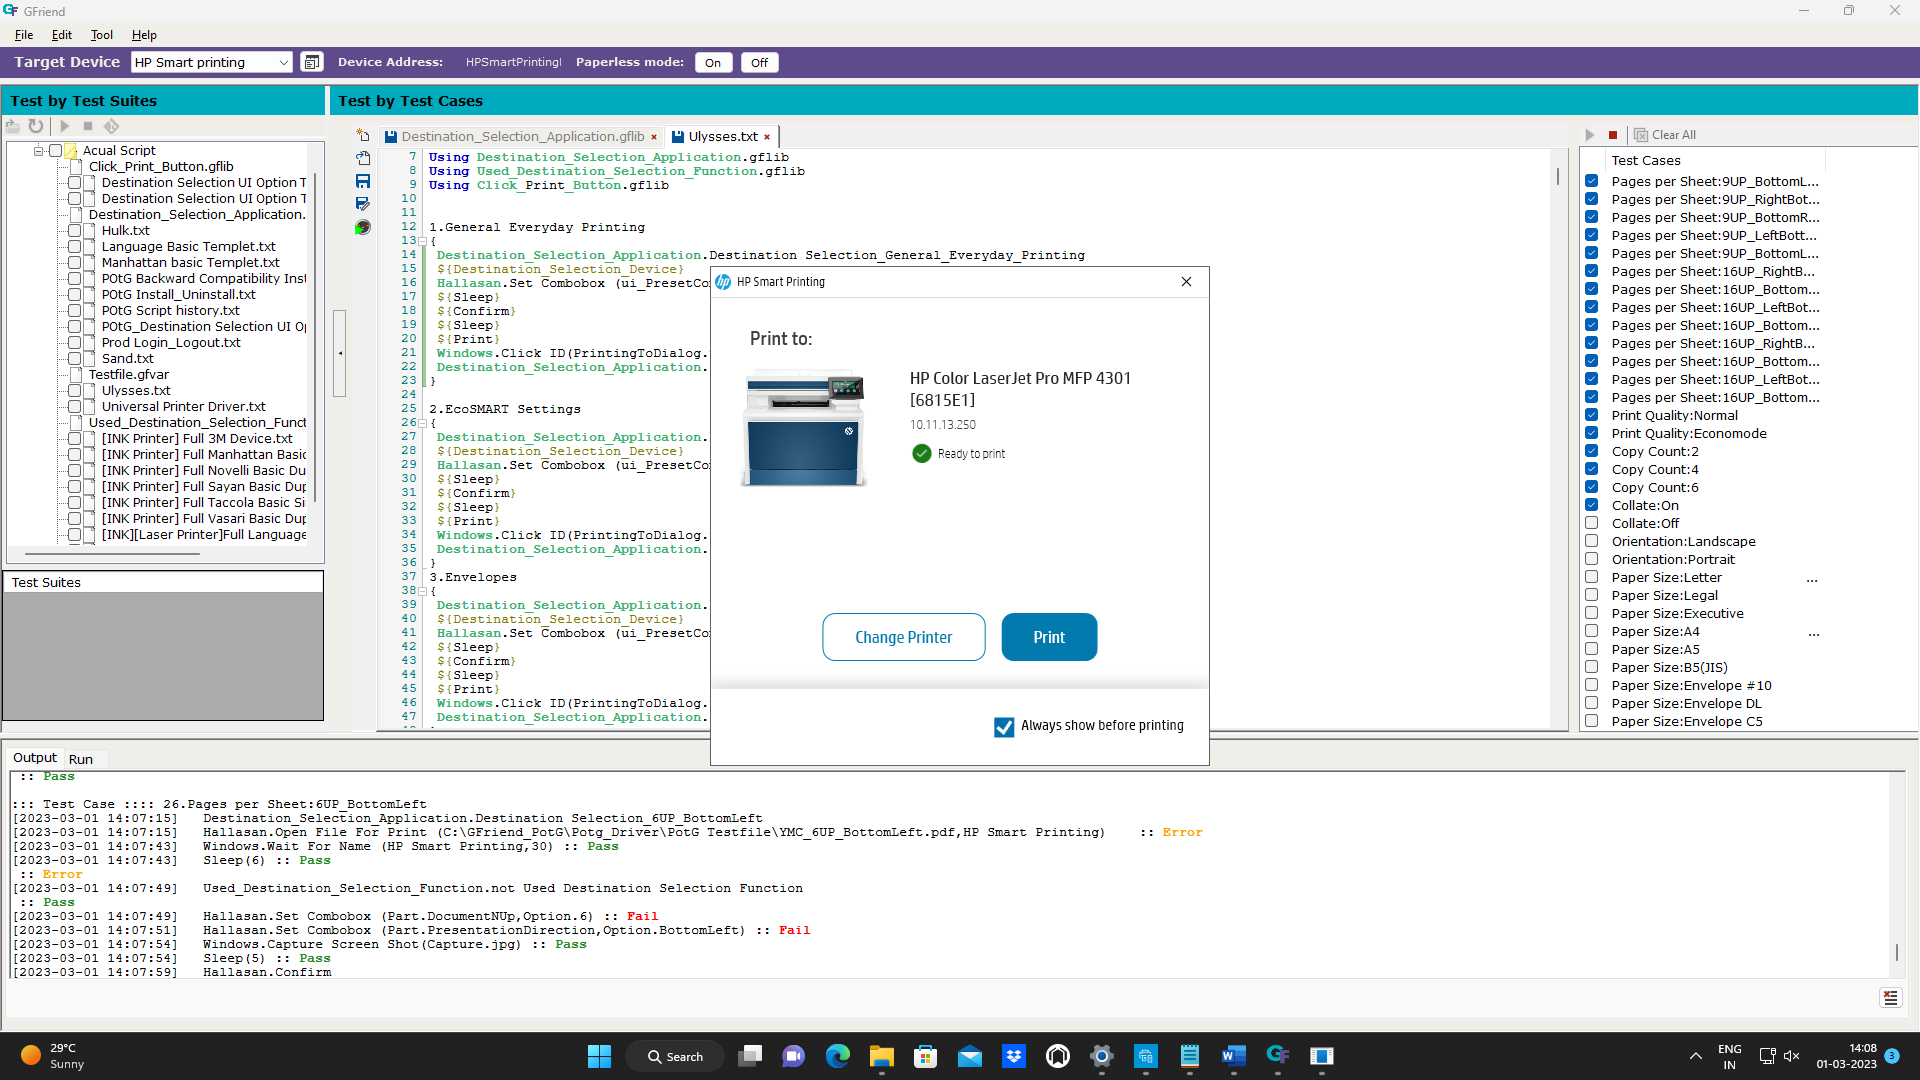 GFriend
File Edit Tool Help
Target Device HP Smart printing Device Address: HPSmartPrinting Paperless mode: On Off
Test by Test Suites
Test by Test Cases
Acual Script
Click_Print_Button.gflib
Destination Selection UI Option T
Destination Selection UI Option T
Destination_Selection_Application.
Hulk.txt
Language Basic Templet.txt
Manhattan basic Templet.txt
POtG Backward Compatibility Inst
POtG Install_Uninstall.txt
POtG Script history.txt
POtG_Destination Selection UI O
Prod Login_Logout.txt
Sand.txt
Testfile.gfvar
Ulysses.txt
Universal Printer Driver.txt
Used_Destination_Selection_Funct
[INK Printer] Full 3M Device.txt
[INK Printer] Full Manhattan Basic
[INK Printer] Full Novelli Basic Du
[INK Printer] Full Sayan Basic Dup
[INK Printer] Full Taccola Basic Si
[INK Printer] Full Vasari Basic Dup
[INK][Laser Printer]Full Language
Test Suites
Destination_Selection_Application.gflib
Ulysses.txt
7 Using Destination_Selection_Application.gflib
8 Using Used_Destination_Selection_Function.gflib
9 Using Click_Print_Button.gflib
10
11
12 1.General Everyday Printing
13 {
14 Destination_Selection_Application.Destination Selection_General_Everyday_Printing
15 ${Destination_Selection_Device}
16 Hallasan.Set Combobox (ui_PresetCo
17 ${Sleep}
18 ${Confirm}
19 ${Sleep}
20 ${Print}
21 Windows.Click ID(PrintingToDialog.
22 Destination_Selection_Application.
23 }
24
25 2.EcoSMART Settings
26 {
27 Destination_Selection_Application.
28 ${Destination_Selection_Device}
29 Hallasan.Set Combobox (ui_PresetCo
30 ${Sleep}
31 ${Confirm}
32 ${Sleep}
33 ${Print}
34 Windows.Click ID(PrintingToDialog.
35 Destination_Selection_Application.
36 }
37 3.Envelopes
38 {
39 Destination_Selection_Application.
40 ${Destination_Selection_Device}
41 Hallasan.Set Combobox (ui_PresetCo
42 ${Sleep}
43 ${Confirm}
44 ${Sleep}
45 ${Print}
46 Windows.Click ID(PrintingToDialog.
47 Destination_Selection_Application.
HP Smart Printing
Print to:
HP Color LaserJet Pro MFP 4301
[6815E1]
10.11.13.250
Ready to print
Change Printer
Print
Always show before printing
Clear All
Test Cases
Pages per Sheet:9UP_BottomL...
Pages per Sheet:9UP_RightBot...
Pages per Sheet:9UP_BottomR...
Pages per Sheet:9UP_LeftBott...
Pages per Sheet:9UP_BottomL...
Pages per Sheet:16UP_RightB...
Pages per Sheet:16UP_Bottom...
Pages per Sheet:16UP_LeftBot...
Pages per Sheet:16UP_Bottom...
Pages per Sheet:16UP_RightB...
Pages per Sheet:16UP_Bottom...
Pages per Sheet:16UP_LeftBot...
Pages per Sheet:16UP_Bottom...
Print Quality:Normal
Print Quality:Economode
Copy Count:2
Copy Count:4
Copy Count:6
Collate:On
Collate:Off
Orientation:Landscape
Orientation:Portrait
Paper Size:Letter ...
Paper Size:Legal
Paper Size:Executive
Paper Size:A4 ...
Paper Size:A5
Paper Size:B5(JIS)
Paper Size:Envelope #10
Paper Size:Envelope DL
Paper Size:Envelope C5
Output Run
:: Pass
::: Test Case :::: 26.Pages per Sheet:6UP_BottomLeft
[2023-03-01 14:07:15] Destination_Selection_Application.Destination Selection_6UP_BottomLeft
[2023-03-01 14:07:15] Hallasan.Open File For Print (C:\GFriend_PotG\Potg_Driver\PotG Testfile\YMC_6UP_BottomLeft.pdf,HP Smart Printing) :: Error
[2023-03-01 14:07:43] Windows.Wait For Name (HP Smart Printing,30) :: Pass
[2023-03-01 14:07:43] Sleep(6) :: Pass
:: Error
[2023-03-01 14:07:49] Used_Destination_Selection_Function.not Used Destination Selection Function
:: Pass
[2023-03-01 14:07:49] Hallasan.Set Combobox (Part.DocumentNUp,Option.6) :: Fail
[2023-03-01 14:07:51] Hallasan.Set Combobox (Part.PresentationDirection,Option.BottomLeft) :: Fail
[2023-03-01 14:07:54] Windows.Capture Screen Shot(Capture.jpg) :: Pass
[2023-03-01 14:07:54] Sleep(5) :: Pass
[2023-03-01 14:07:59] Hallasan.Confirm
29°C
Sunny
Search
ENG
IN
14:08
01-03-2023
3